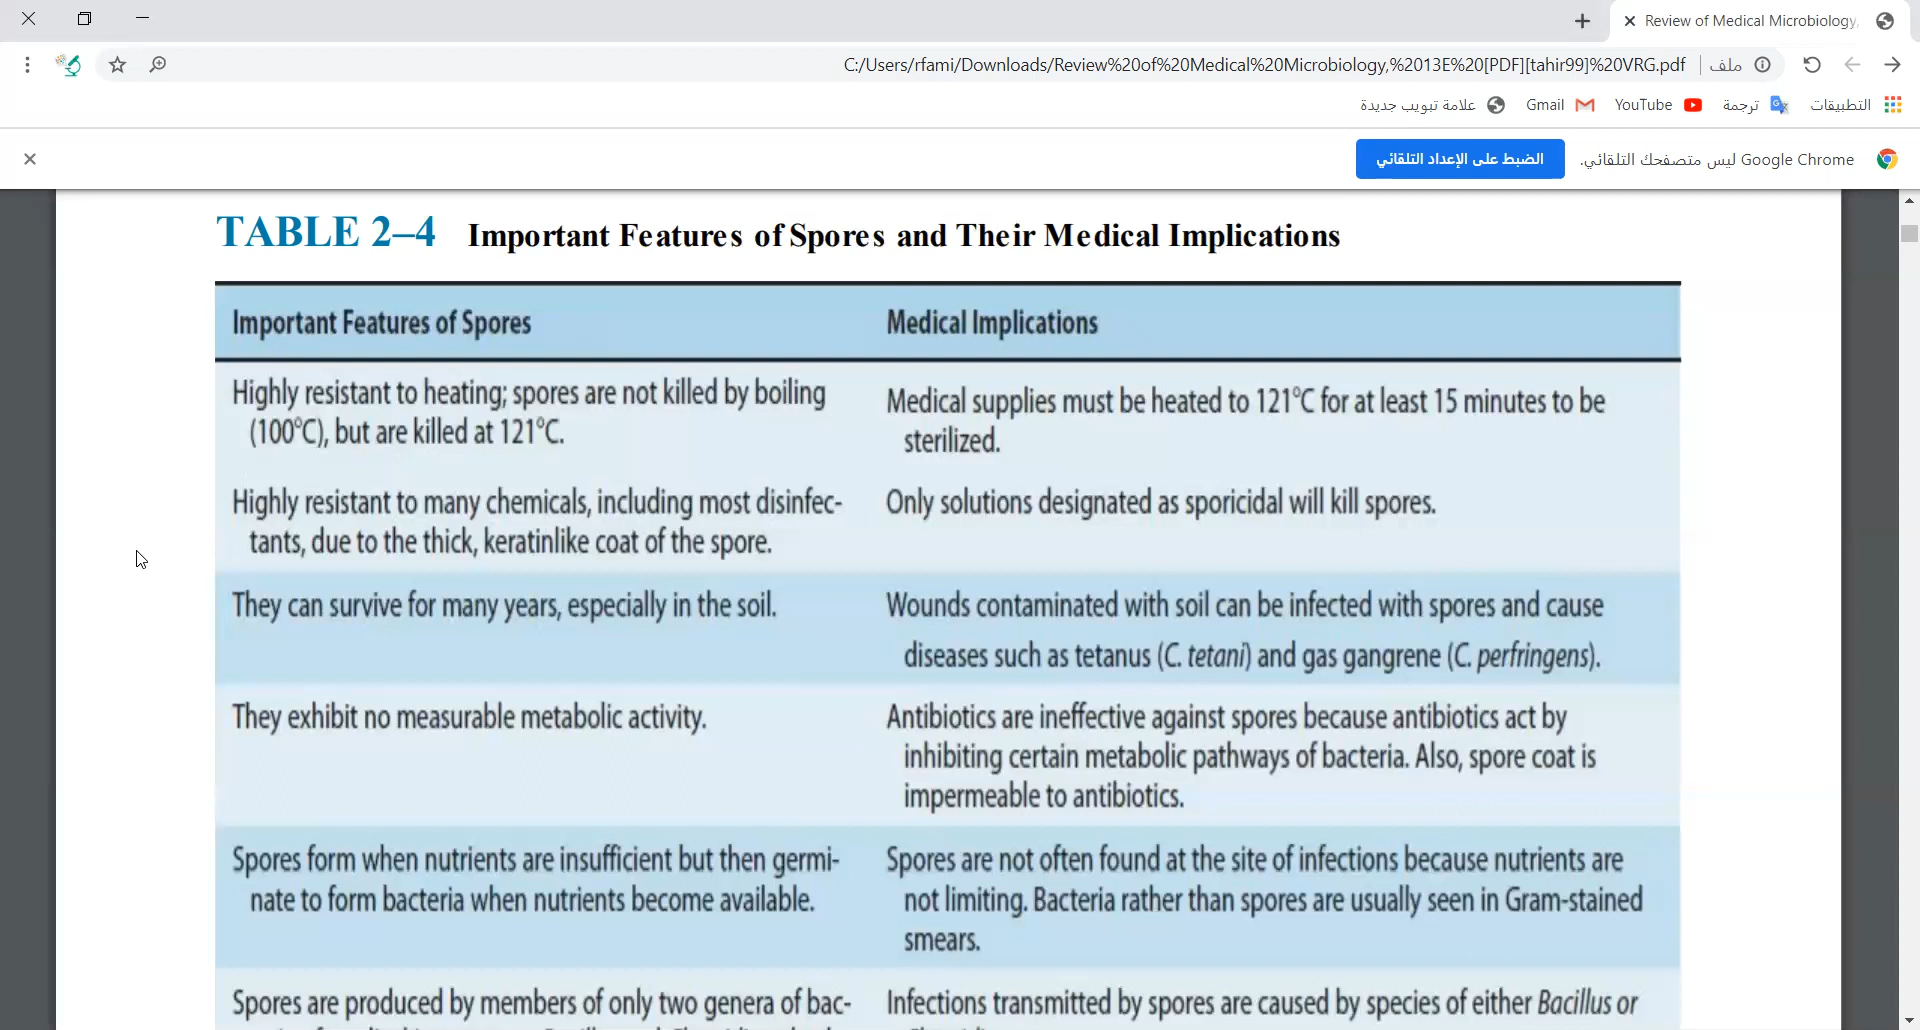 Review of Medical Microbiology,
C:/Users/rfami/Downloads/Review%20of%20Medical%20Microbiology,%2013E%20[PDF][tahir99]%20VRG.pdf ملف
التطبيقات ترجمة YouTube Gmail علامة تبويب جديدة
Google Chrome ليس متصفحك التلقائي. الضبط على الإعداد التلقائي
TABLE 2–4 Important Features of Spores and Their Medical Implications
Important Features of Spores Medical Implications
Highly resistant to heating; spores are not killed by boiling
(100°C), but are killed at 121°C.
Medical supplies must be heated to 121°C for at least 15 minutes to be
sterilized.
Highly resistant to many chemicals, including most disinfec-
tants, due to the thick, keratinlike coat of the spore.
Only solutions designated as sporicidal will kill spores.
They can survive for many years, especially in the soil.
Wounds contaminated with soil can be infected with spores and cause
diseases such as tetanus (C. tetani) and gas gangrene (C. perfringens).
They exhibit no measurable metabolic activity.
Antibiotics are ineffective against spores because antibiotics act by
inhibiting certain metabolic pathways of bacteria. Also, spore coat is
impermeable to antibiotics.
Spores form when nutrients are insufficient but then germi-
nate to form bacteria when nutrients become available.
Spores are not often found at the site of infections because nutrients are
not limiting. Bacteria rather than spores are usually seen in Gram-stained
smears.
Spores are produced by members of only two genera of bac-
Infections transmitted by spores are caused by species of either Bacillus or